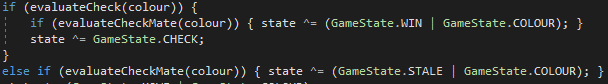 if (evaluateCheck(colour)) {
if (evaluateCheckMate(colour)) { state ^= (GameState.WIN | GameState.COLOUR); }
state ^= GameState.CHECK;
}
else if (evaluateCheckMate(colour)) { state ^= (GameState.STALE | GameState.COLOUR); }